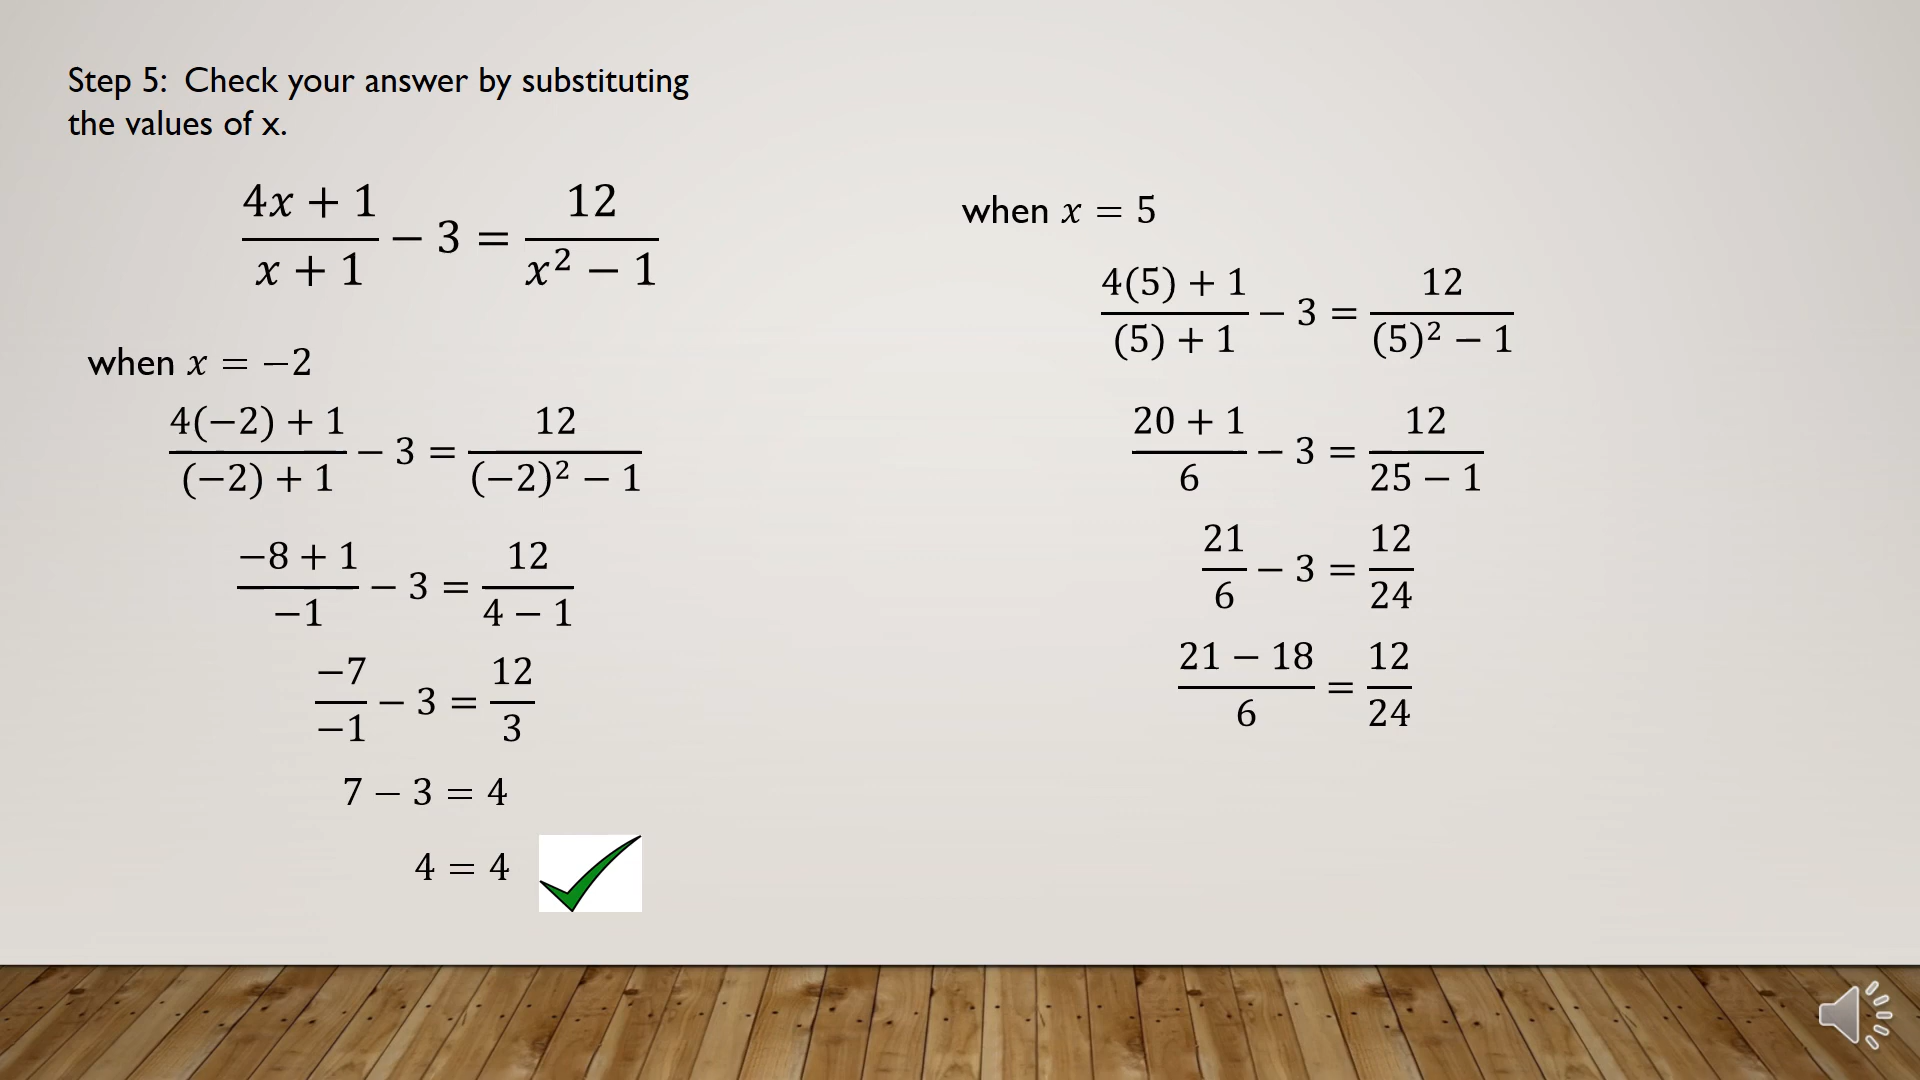 Step 5: Check your answer by substituting
the values of x.
(4x + 1)/(x + 1) − 3 = 12/(x² − 1)
when x = −2
(4(−2) + 1)/((−2) + 1) − 3 = 12/((−2)² − 1)
(−8 + 1)/(−1) − 3 = 12/(4 − 1)
(−7)/(−1) − 3 = 12/3
7 − 3 = 4
4 = 4
when x = 5
(4(5) + 1)/((5) + 1) − 3 = 12/((5)² − 1)
(20 + 1)/6 − 3 = 12/(25 − 1)
21/6 − 3 = 12/24
(21 − 18)/6 = 12/24